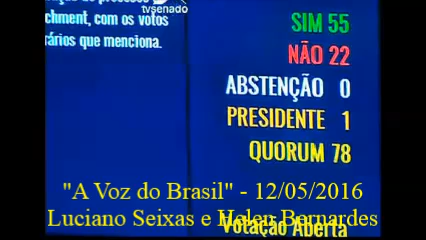 tvsenado
chment, com os votos
rários que menciona.
SIM 55
NÃO 22
ABSTENÇÃO 0
PRESIDENTE 1
QUORUM 78
"A Voz do Brasil" - 12/05/2016
Luciano Seixas e Helen Bernardes
Votação Aberta